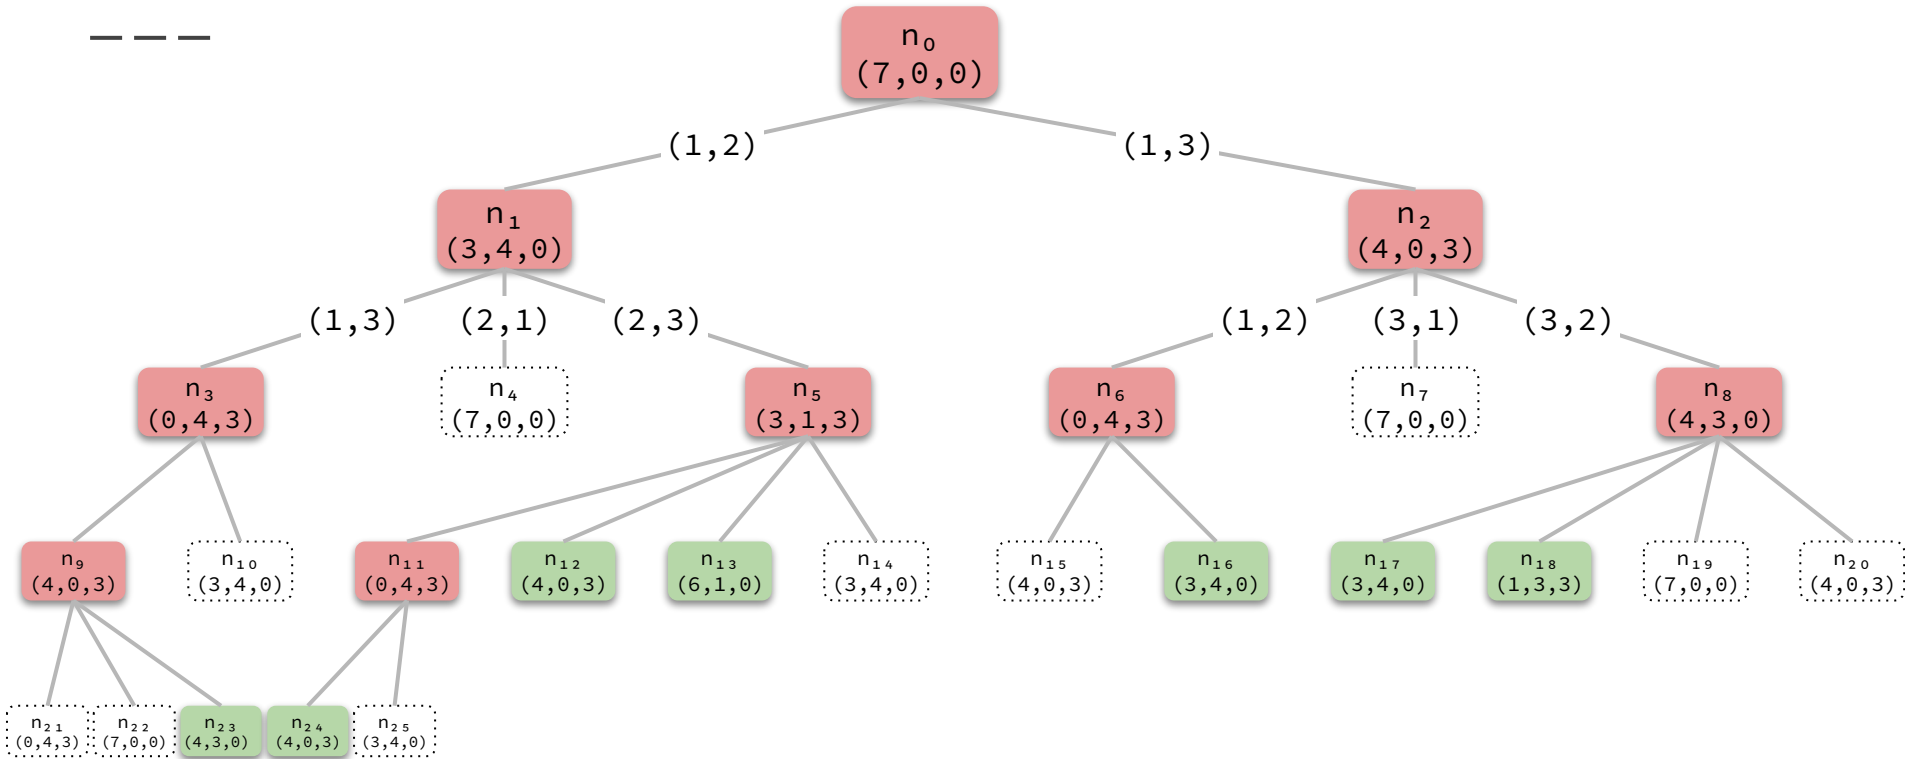 n₀
(7,0,0)
(1,2)
(1,3)
n₁
(3,4,0)
n₂
(4,0,3)
(1,3)
(2,1)
(2,3)
(1,2)
(3,1)
(3,2)
n₃
(0,4,3)
n₄
(7,0,0)
n₅
(3,1,3)
n₆
(0,4,3)
n₇
(7,0,0)
n₈
(4,3,0)
n₉
(4,0,3)
n₁₀
(3,4,0)
n₁₁
(0,4,3)
n₁₂
(4,0,3)
n₁₃
(6,1,0)
n₁₄
(3,4,0)
n₁₅
(4,0,3)
n₁₆
(3,4,0)
n₁₇
(3,4,0)
n₁₈
(1,3,3)
n₁₉
(7,0,0)
n₂₀
(4,0,3)
n₂₁
(0,4,3)
n₂₂
(7,0,0)
n₂₃
(4,3,0)
n₂₄
(4,0,3)
n₂₅
(3,4,0)